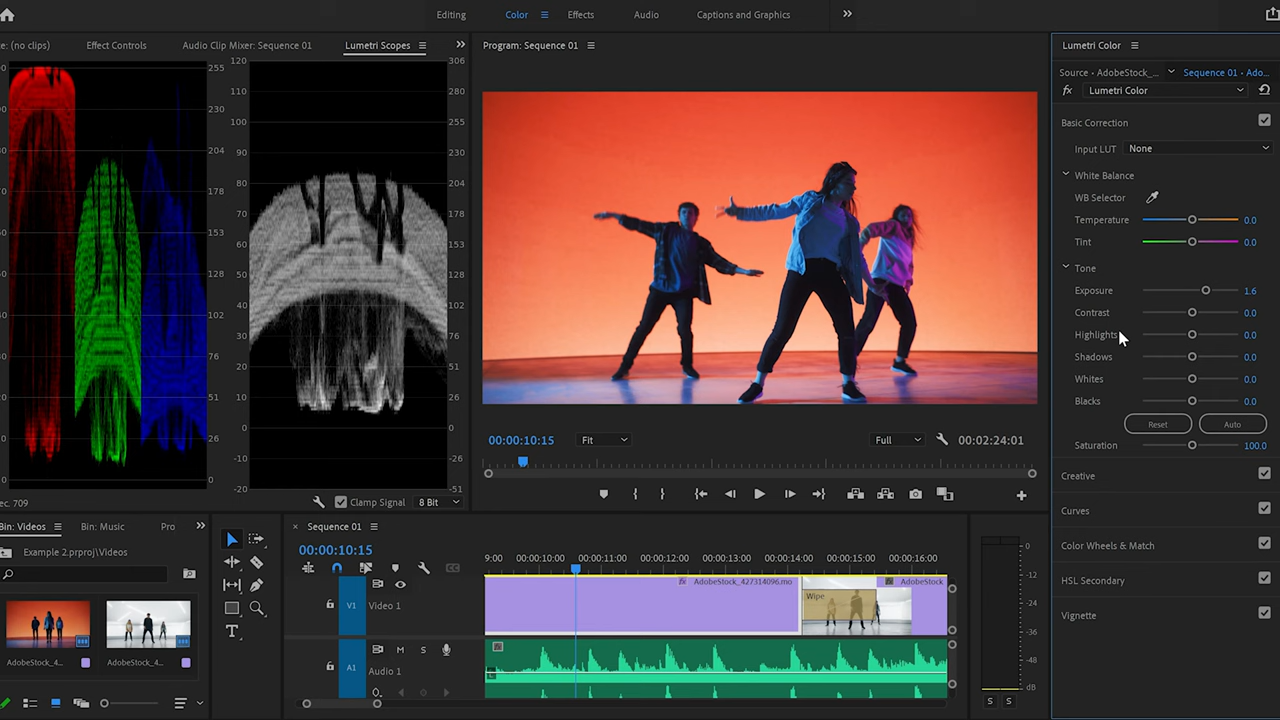 Editing
Color
Effects
Audio
Captions and Graphics
e: (no clips)
Effect Controls
Audio Clip Mixer: Sequence 01
Lumetri Scopes
255
230
204
178
153
128
102
76
51
26
0
120
110
100
90
80
70
60
50
40
30
20
10
0
-10
-20
306
280
255
230
204
178
153
128
102
76
51
26
0
-26
-51
ec. 709
Clamp Signal
8 Bit
Program: Sequence 01
00:00:10:15
Fit
Full
00:02:24:01
Lumetri Color
Source • AdobeStock_...
Sequence 01 • Ado...
fx
Lumetri Color
Basic Correction
Input LUT
None
White Balance
WB Selector
Temperature
0.0
Tint
0.0
Tone
Exposure
1.6
Contrast
0.0
Highlights
0.0
Shadows
0.0
Whites
0.0
Blacks
0.0
Reset
Auto
Saturation
100.0
Creative
Curves
Color Wheels & Match
HSL Secondary
Vignette
Bin: Videos
Bin: Music
Pro
Example 2.prproj\Videos
AdobeStock_4...
AdobeStock_4...
T
× Sequence 01
00:00:10:15
9:00
00:00:10:00
00:00:11:00
00:00:12:00
00:00:13:00
00:00:14:00
00:00:15:00
00:00:16:00
V1
Video 1
fx
AdobeStock_427314096.mo
Wipe
fx
AdobeStock
A1
M
S
Audio 1
fx
L
0
-12
-24
-36
-48
dB
S
S